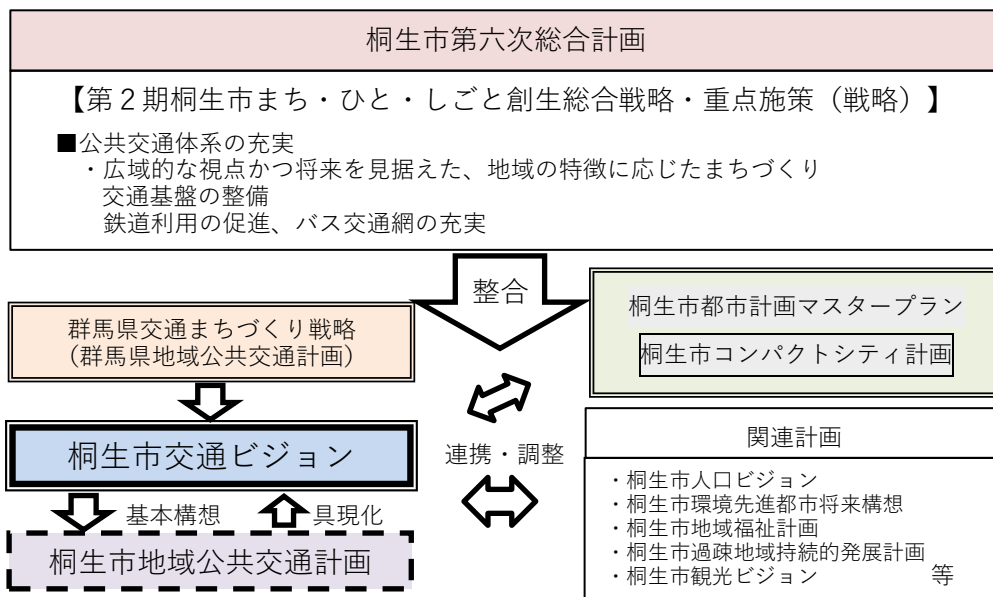 桐生市第六次総合計画
【第２期桐生市まち・ひと・しごと創生総合戦略・重点施策（戦略）】
■公共交通体系の充実
・広域的な視点かつ将来を見据えた、地域の特徴に応じたまちづくり
交通基盤の整備
鉄道利用の促進、バス交通網の充実
整合
群馬県交通まちづくり戦略
(群馬県地域公共交通計画)
桐生市都市計画マスタープラン
桐生市コンパクトシティ計画
桐生市交通ビジョン
連携・調整
基本構想
具現化
桐生市地域公共交通計画
関連計画
・桐生市人口ビジョン
・桐生市環境先進都市将来構想
・桐生市地域福祉計画
・桐生市過疎地域持続的発展計画
・桐生市観光ビジョン 等